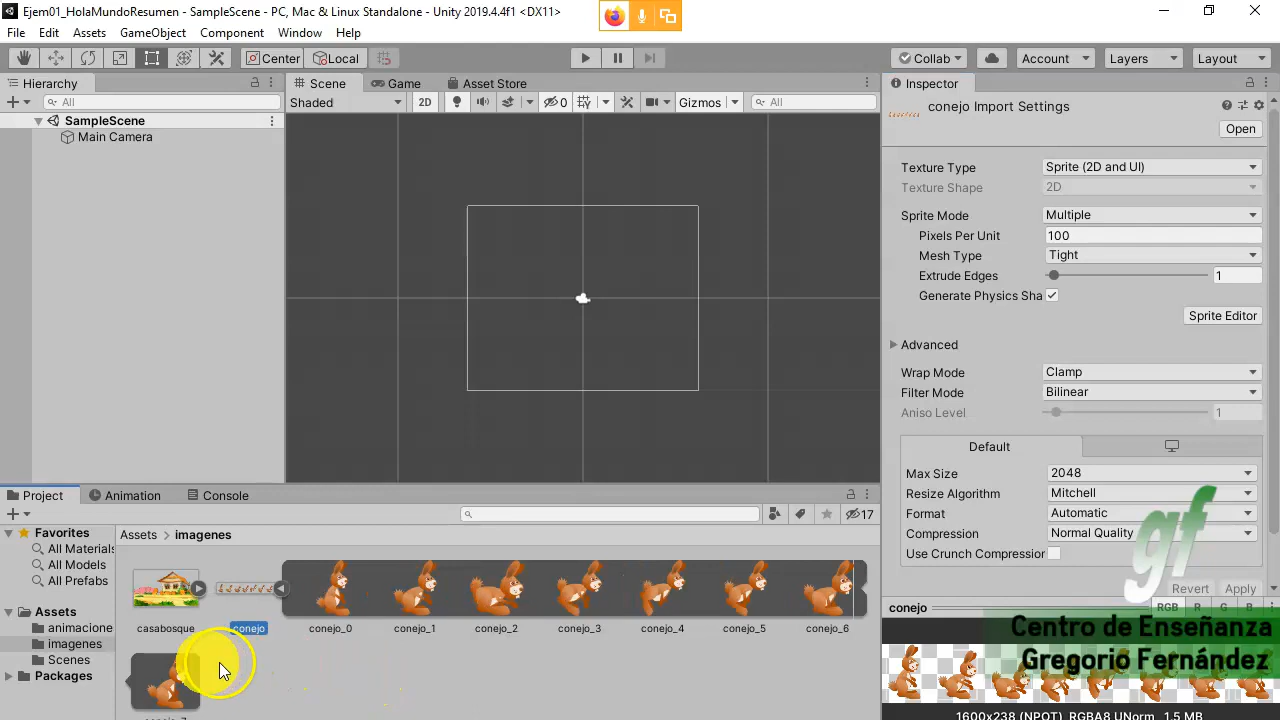 Ejem01_HolaMundoResumen - SampleScene - PC, Mac & Linux Standalone - Unity 2019.4.4f1 <DX11>
File Edit Assets GameObject Component Window Help
Center Local Collab Account Layers Layout
Hierarchy
All
SampleScene
Main Camera
Scene Game Asset Store
Shaded 2D 0 Gizmos All
Inspector
conejo Import Settings
Open
Texture Type Sprite (2D and UI)
Texture Shape 2D
Sprite Mode Multiple
Pixels Per Unit 100
Mesh Type Tight
Extrude Edges 1
Generate Physics Sha
Sprite Editor
Advanced
Wrap Mode Clamp
Filter Mode Bilinear
Aniso Level 1
Default
Max Size 2048
Resize Algorithm Mitchell
Format Automatic
Compression Normal Quality
Use Crunch Compression
Revert Apply
Project Animation Console
17
Favorites
All Materials
All Models
All Prefabs
Assets
animacione
imagenes
Scenes
Packages
Assets imagenes
casabosque conejo conejo_0 conejo_1 conejo_2 conejo_3 conejo_4 conejo_5 conejo_6
conejo RGB R G B
gf
Centro de Enseñanza
Gregorio Fernández
1600x238 (NPOT) RGBA8 UNorm 1.5 MB